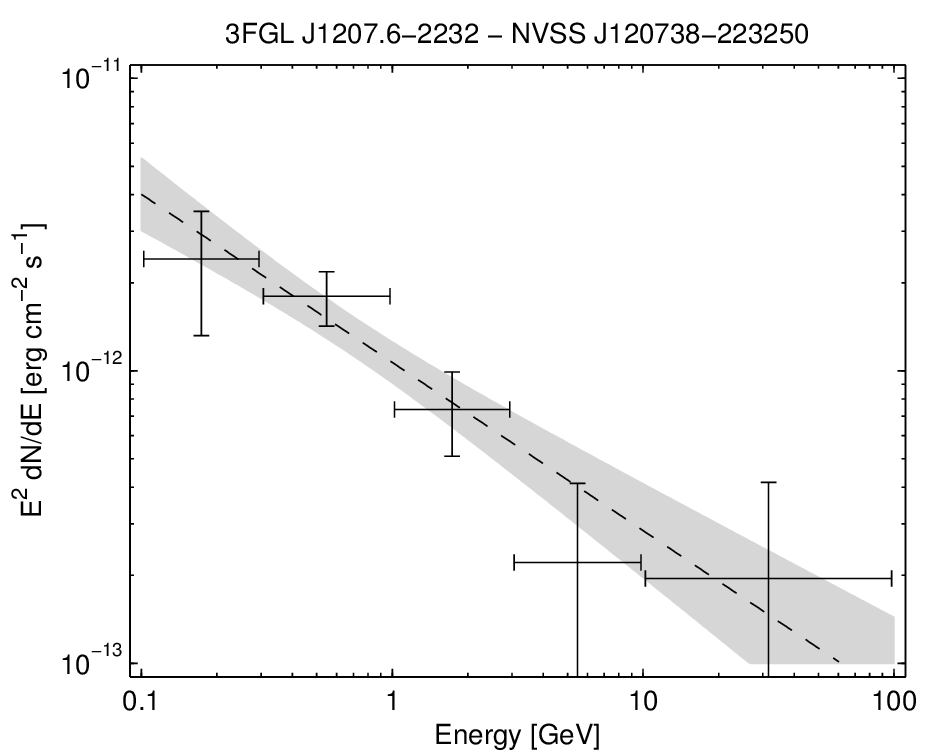 3FGL J1207.6−2232 − NVSS J120738−223250
10⁻¹¹
10⁻¹²
10⁻¹³
E² dN/dE [erg cm⁻² s⁻¹]
0.1 1 10 100
Energy [GeV]